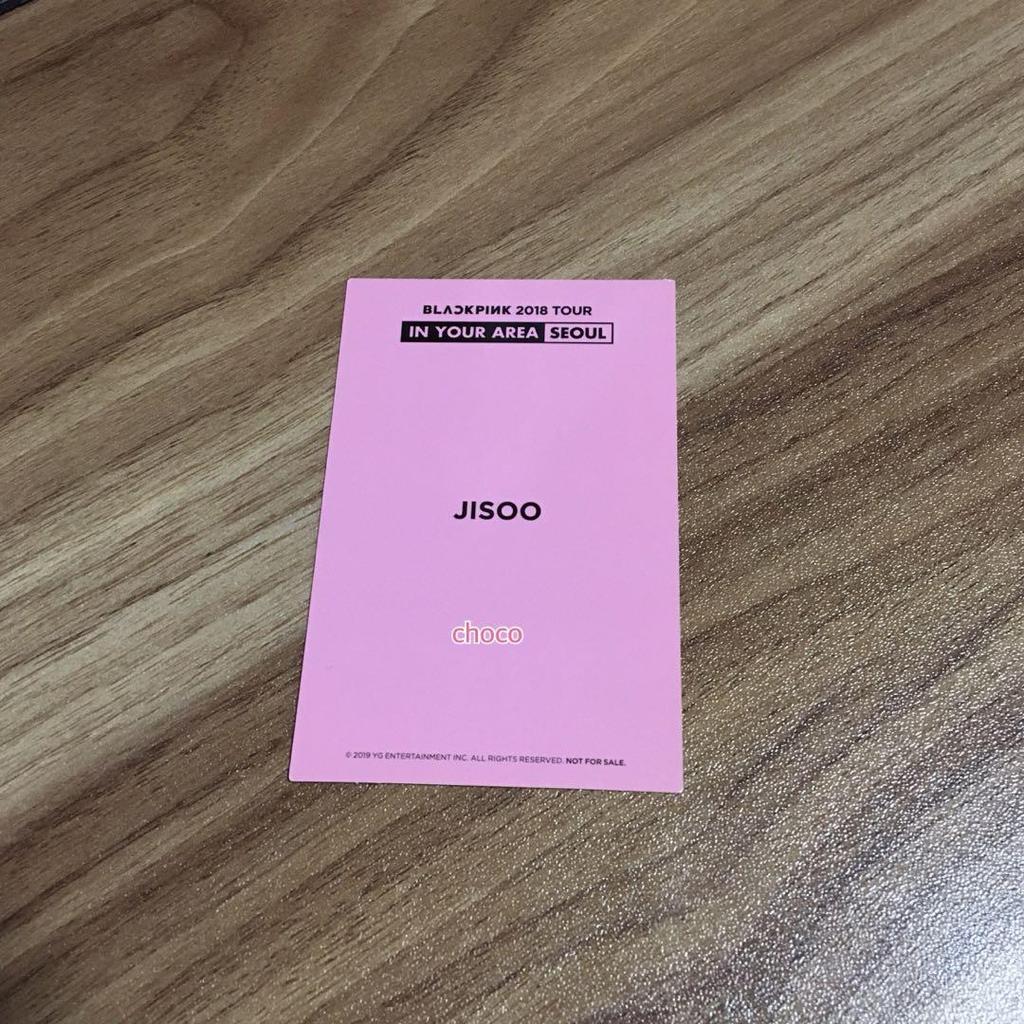 BLACKPINK 2018 TOUR
IN YOUR AREA SEOUL
JISOO
choco
© 2019 YG ENTERTAINMENT INC. ALL RIGHTS RESERVED. NOT FOR SALE.